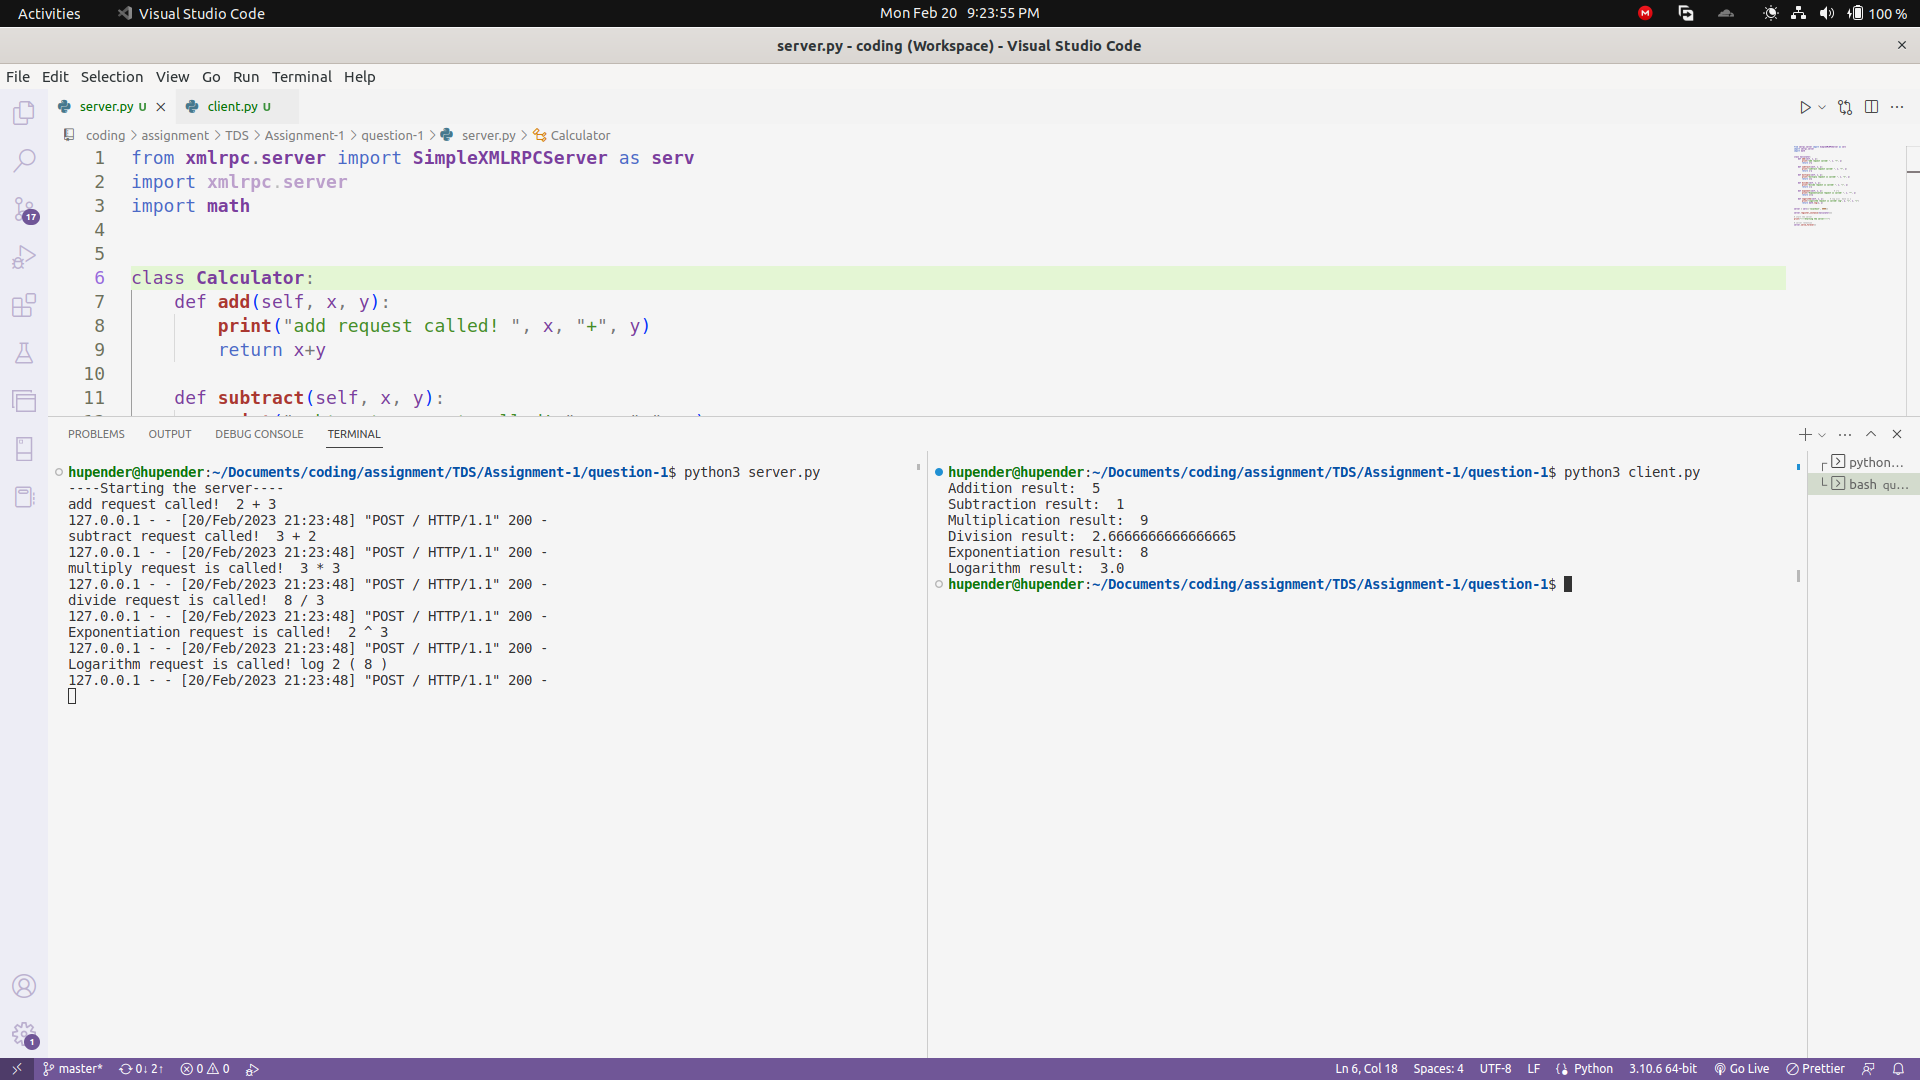 Activities Visual Studio Code Mon Feb 20 9:23:55 PM 100 %
server.py - coding (Workspace) - Visual Studio Code
File Edit Selection View Go Run Terminal Help
server.py U client.py U
coding > assignment > TDS > Assignment-1 > question-1 > server.py > Calculator
1 from xmlrpc.server import SimpleXMLRPCServer as serv
2 import xmlrpc.server
3 import math
4
5
6 class Calculator:
7     def add(self, x, y):
8         print("add request called! ", x, "+", y)
9         return x+y
10
11     def subtract(self, x, y):
17
PROBLEMS OUTPUT DEBUG CONSOLE TERMINAL
hupender@hupender:~/Documents/coding/assignment/TDS/Assignment-1/question-1$ python3 server.py
----Starting the server----
add request called!  2 + 3
127.0.0.1 - - [20/Feb/2023 21:23:48] "POST / HTTP/1.1" 200 -
subtract request called!  3 + 2
127.0.0.1 - - [20/Feb/2023 21:23:48] "POST / HTTP/1.1" 200 -
multiply request is called!  3 * 3
127.0.0.1 - - [20/Feb/2023 21:23:48] "POST / HTTP/1.1" 200 -
divide request is called!  8 / 3
127.0.0.1 - - [20/Feb/2023 21:23:48] "POST / HTTP/1.1" 200 -
Exponentiation request is called!  2 ^ 3
127.0.0.1 - - [20/Feb/2023 21:23:48] "POST / HTTP/1.1" 200 -
Logarithm request is called! log 2 ( 8 )
127.0.0.1 - - [20/Feb/2023 21:23:48] "POST / HTTP/1.1" 200 -
hupender@hupender:~/Documents/coding/assignment/TDS/Assignment-1/question-1$ python3 client.py
Addition result:  5
Subtraction result:  1
Multiplication result:  9
Division result:  2.6666666666666665
Exponentiation result:  8
Logarithm result:  3.0
hupender@hupender:~/Documents/coding/assignment/TDS/Assignment-1/question-1$
python...
bash qu...
1
master* 0↓ 2↑ 0 0 Ln 6, Col 18 Spaces: 4 UTF-8 LF Python 3.10.6 64-bit Go Live Prettier